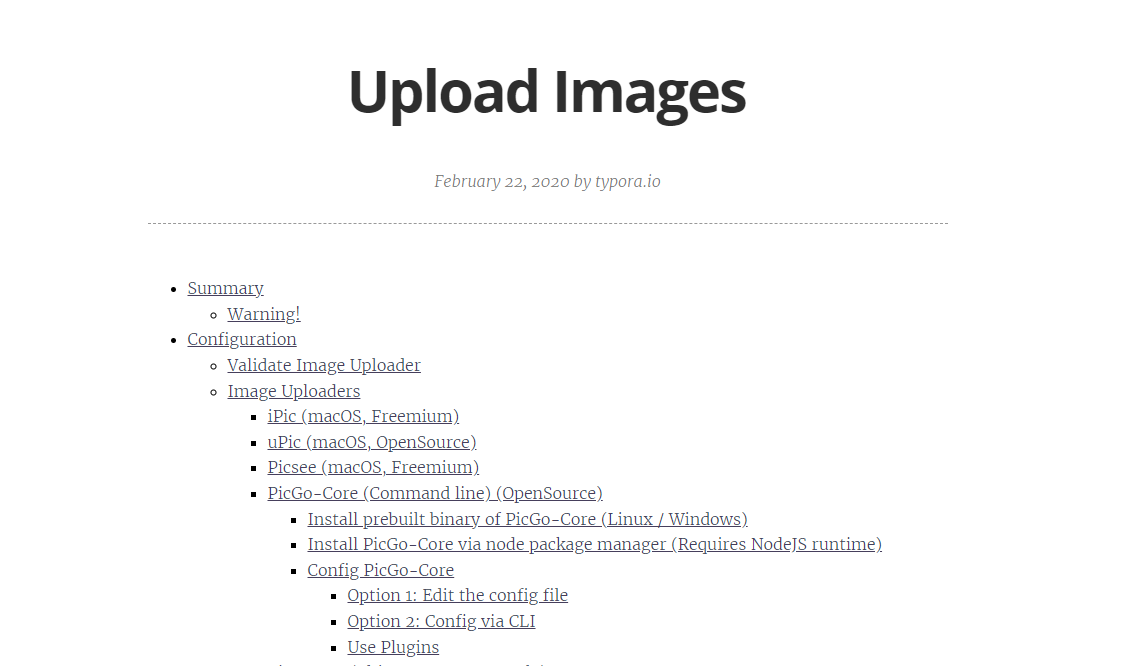 Upload Images
February 22, 2020 by typora.io
Summary
Warning!
Configuration
Validate Image Uploader
Image Uploaders
iPic (macOS, Freemium)
uPic (macOS, OpenSource)
Picsee (macOS, Freemium)
PicGo-Core (Command line) (OpenSource)
Install prebuilt binary of PicGo-Core (Linux / Windows)
Install PicGo-Core via node package manager (Requires NodeJS runtime)
Config PicGo-Core
Option 1: Edit the config file
Option 2: Config via CLI
Use Plugins